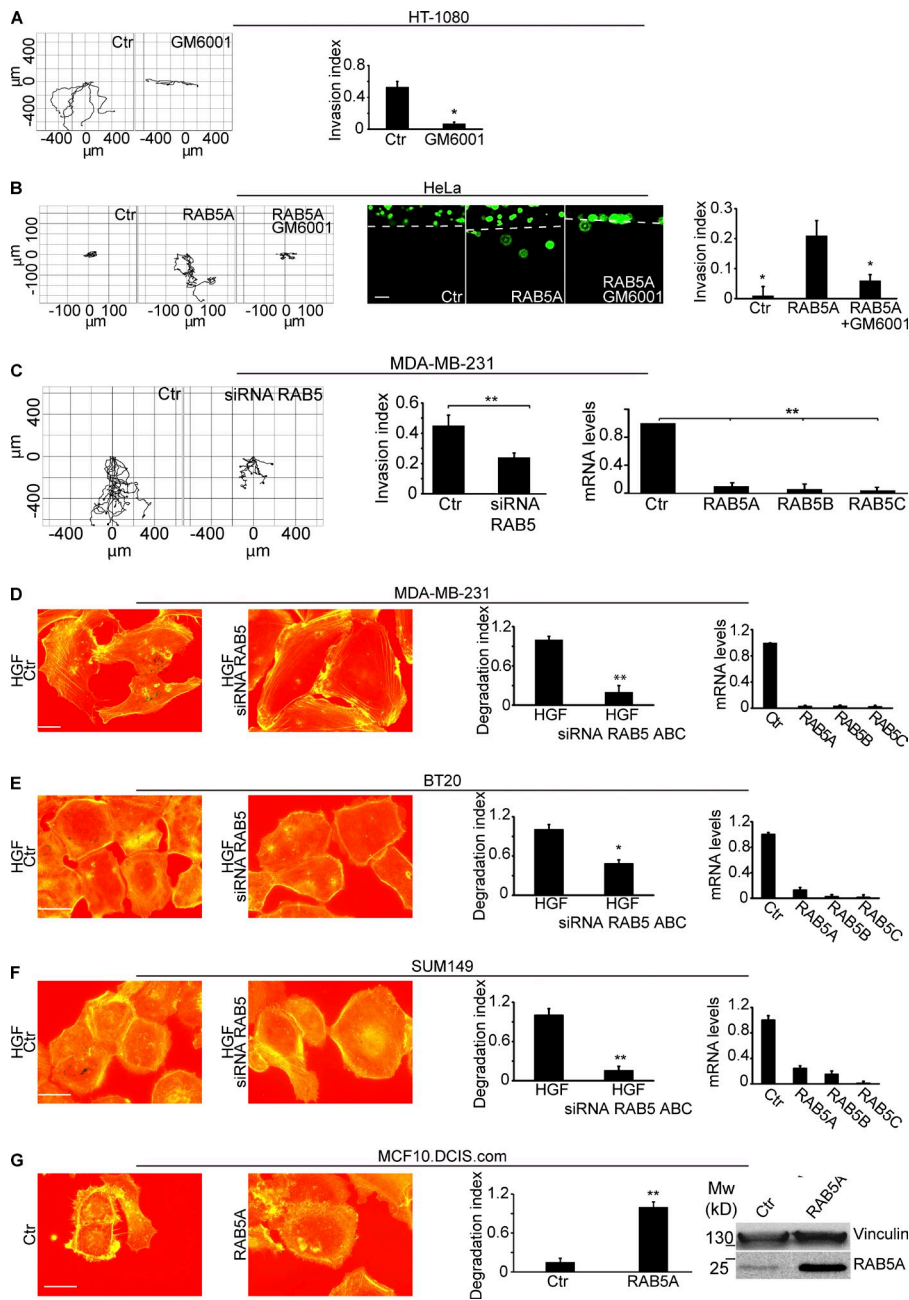 A
HT-1080
Ctr GM6001
400
0
-400
µm
-400 0 400 -400 0 400
µm µm
Invasion index
0.8
0.4
0
*
Ctr GM6001
B
HeLa
Ctr RAB5A RAB5A GM6001
100
0
-100
µm
-100 100 -100 100 -100 100
µm µm µm
Ctr RAB5A RAB5A GM6001
Invasion index
0.3
0.2
0.1
0
* *
Ctr RAB5A RAB5A +GM6001
C
MDA-MB-231
Ctr siRNA RAB5
400
0
-400
µm
-400 0 400 -400 0 400
µm µm
Invasion index
0.6
0.4
0.2
0
**
Ctr siRNA RAB5
mRNA levels
1
0.8
0.4
0
**
Ctr RAB5A RAB5B RAB5C
D
MDA-MB-231
HGF Ctr
HGF siRNA RAB5
Degradation index
1.2
0.6
0
**
HGF HGF
siRNA RAB5 ABC
mRNA levels
1.2
0.8
0.4
0
Ctr RAB5A RAB5B RAB5C
E
BT20
HGF Ctr
HGF siRNA RAB5
Degradation index
1.2
0.6
0
*
HGF HGF
siRNA RAB5 ABC
mRNA levels
1.2
0.8
0.4
0
Ctr RAB5A RAB5B RAB5C
F
SUM149
HGF Ctr
HGF siRNA RAB5
Degradation index
1.2
0.6
0
**
HGF HGF
siRNA RAB5 ABC
mRNA levels
1.2
0.8
0.4
0
Ctr RAB5A RAB5B RAB5C
G
MCF10.DCIS.com
Ctr
RAB5A
Degradation index
1.2
0.6
0
**
Ctr RAB5A
Mw (kD)
Ctr RAB5A
130 Vinculin
25 RAB5A